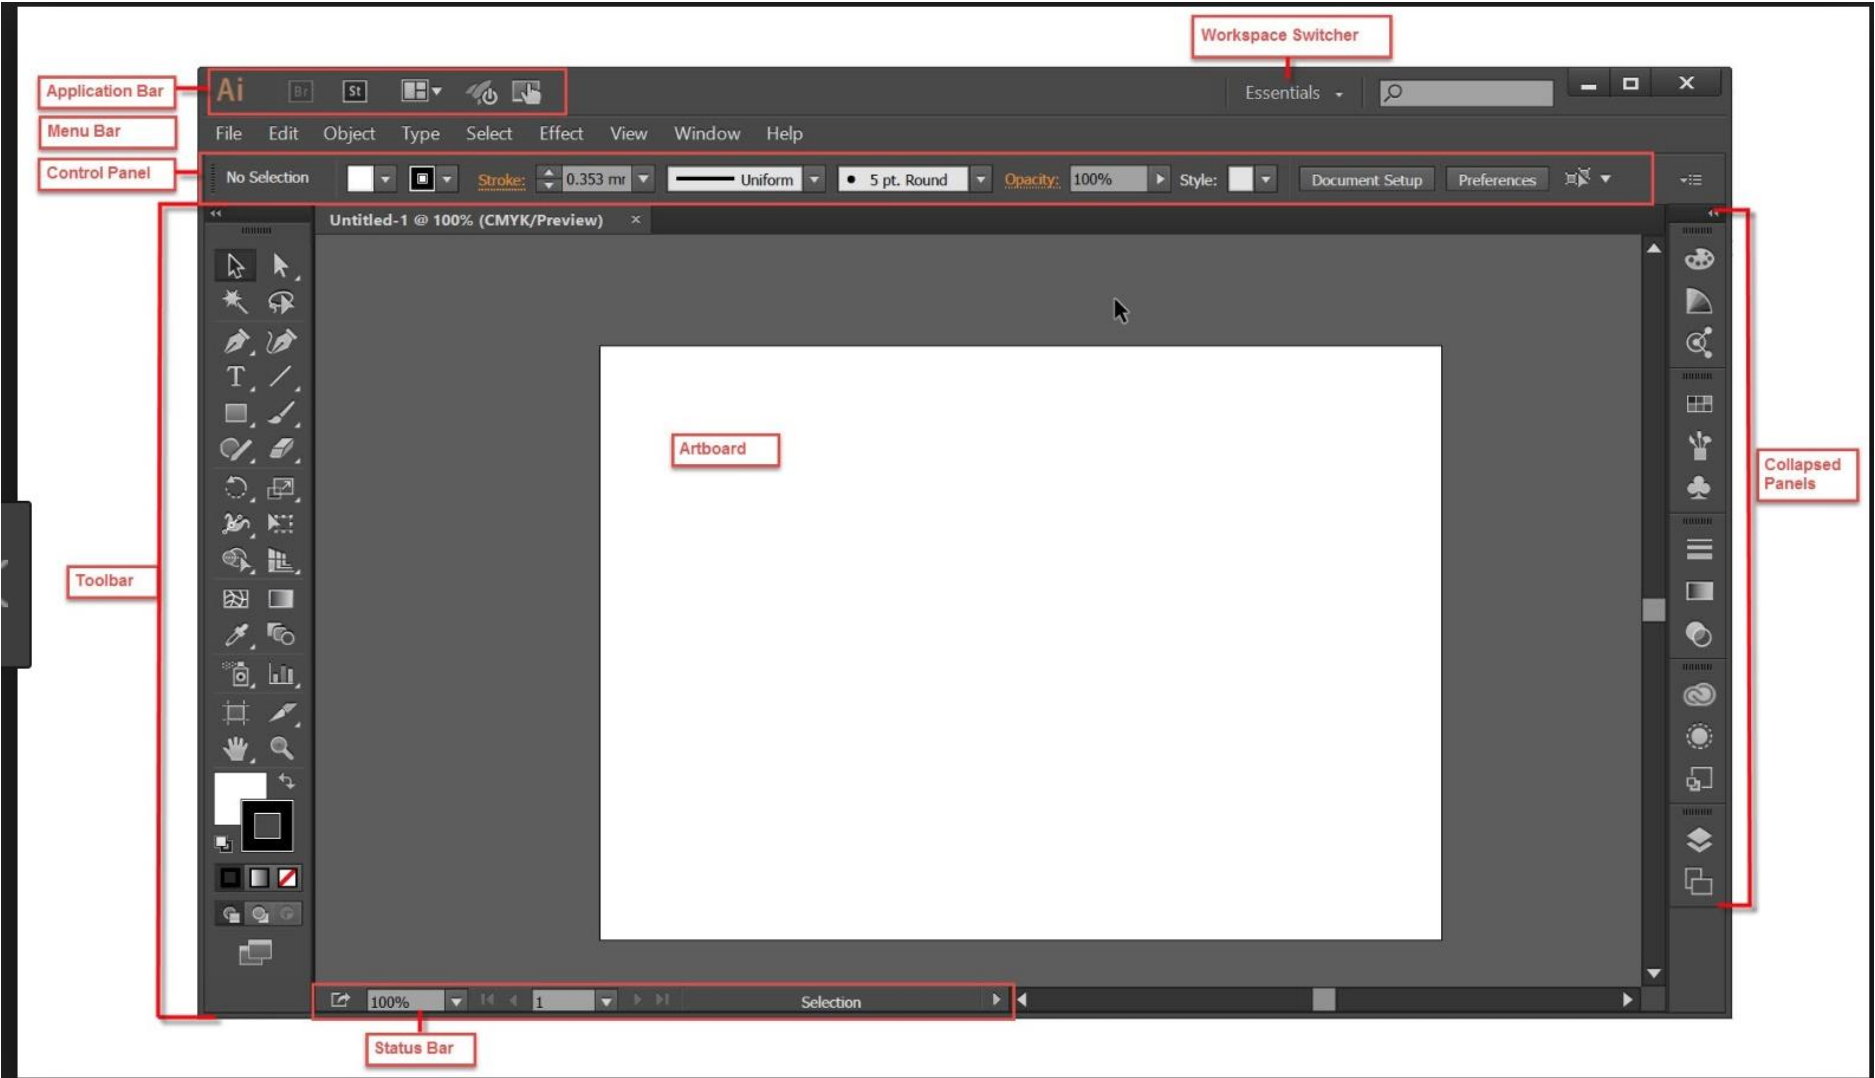 Workspace Switcher
Application Bar
Ai Br St
Essentials
Menu Bar
File Edit Object Type Select Effect View Window Help
Control Panel
No Selection Stroke: 0.353 mr Uniform 5 pt. Round Opacity: 100% Style: Document Setup Preferences
Untitled-1 @ 100% (CMYK/Preview) ×
T
Artboard
Collapsed
Panels
Toolbar
100% 1 Selection
Status Bar